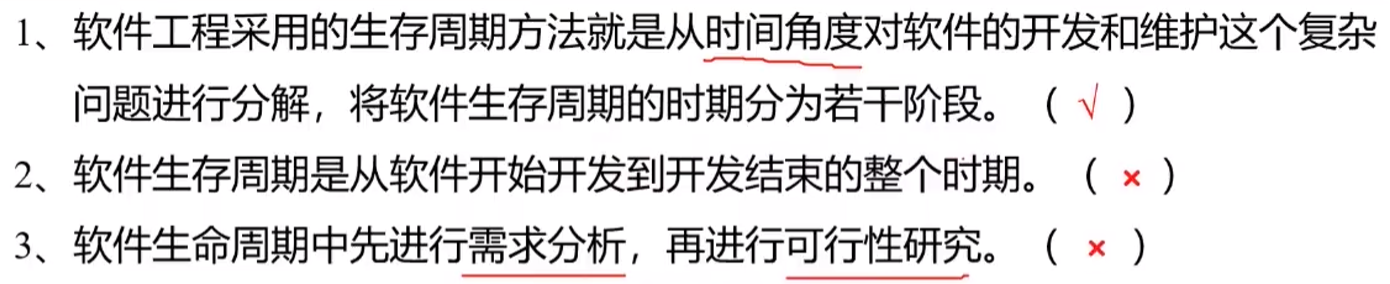 1、软件工程采用的生存周期方法就是从时间角度对软件的开发和维护这个复杂
问题进行分解，将软件生存周期的时期分为若干阶段。（ √ ）
2、软件生存周期是从软件开始开发到开发结束的整个时期。（ × ）
3、软件生命周期中先进行需求分析，再进行可行性研究。（ × ）